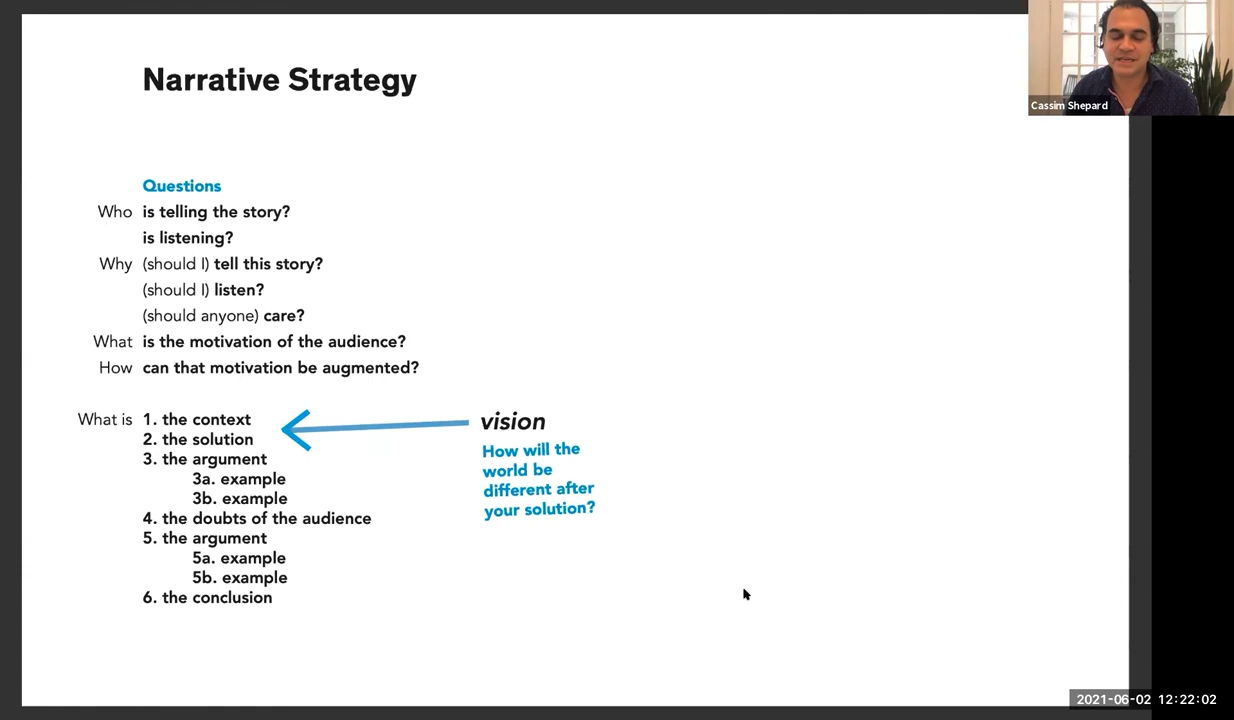 Narrative Strategy
Cassim Shepard
Questions
Who is telling the story?
is listening?
Why (should I) tell this story?
(should I) listen?
(should anyone) care?
What is the motivation of the audience?
How can that motivation be augmented?
What is 1. the context
2. the solution
3. the argument
3a. example
3b. example
4. the doubts of the audience
5. the argument
5a. example
5b. example
6. the conclusion
vision
How will the
world be
different after
your solution?
2021-06-02 12:22:02